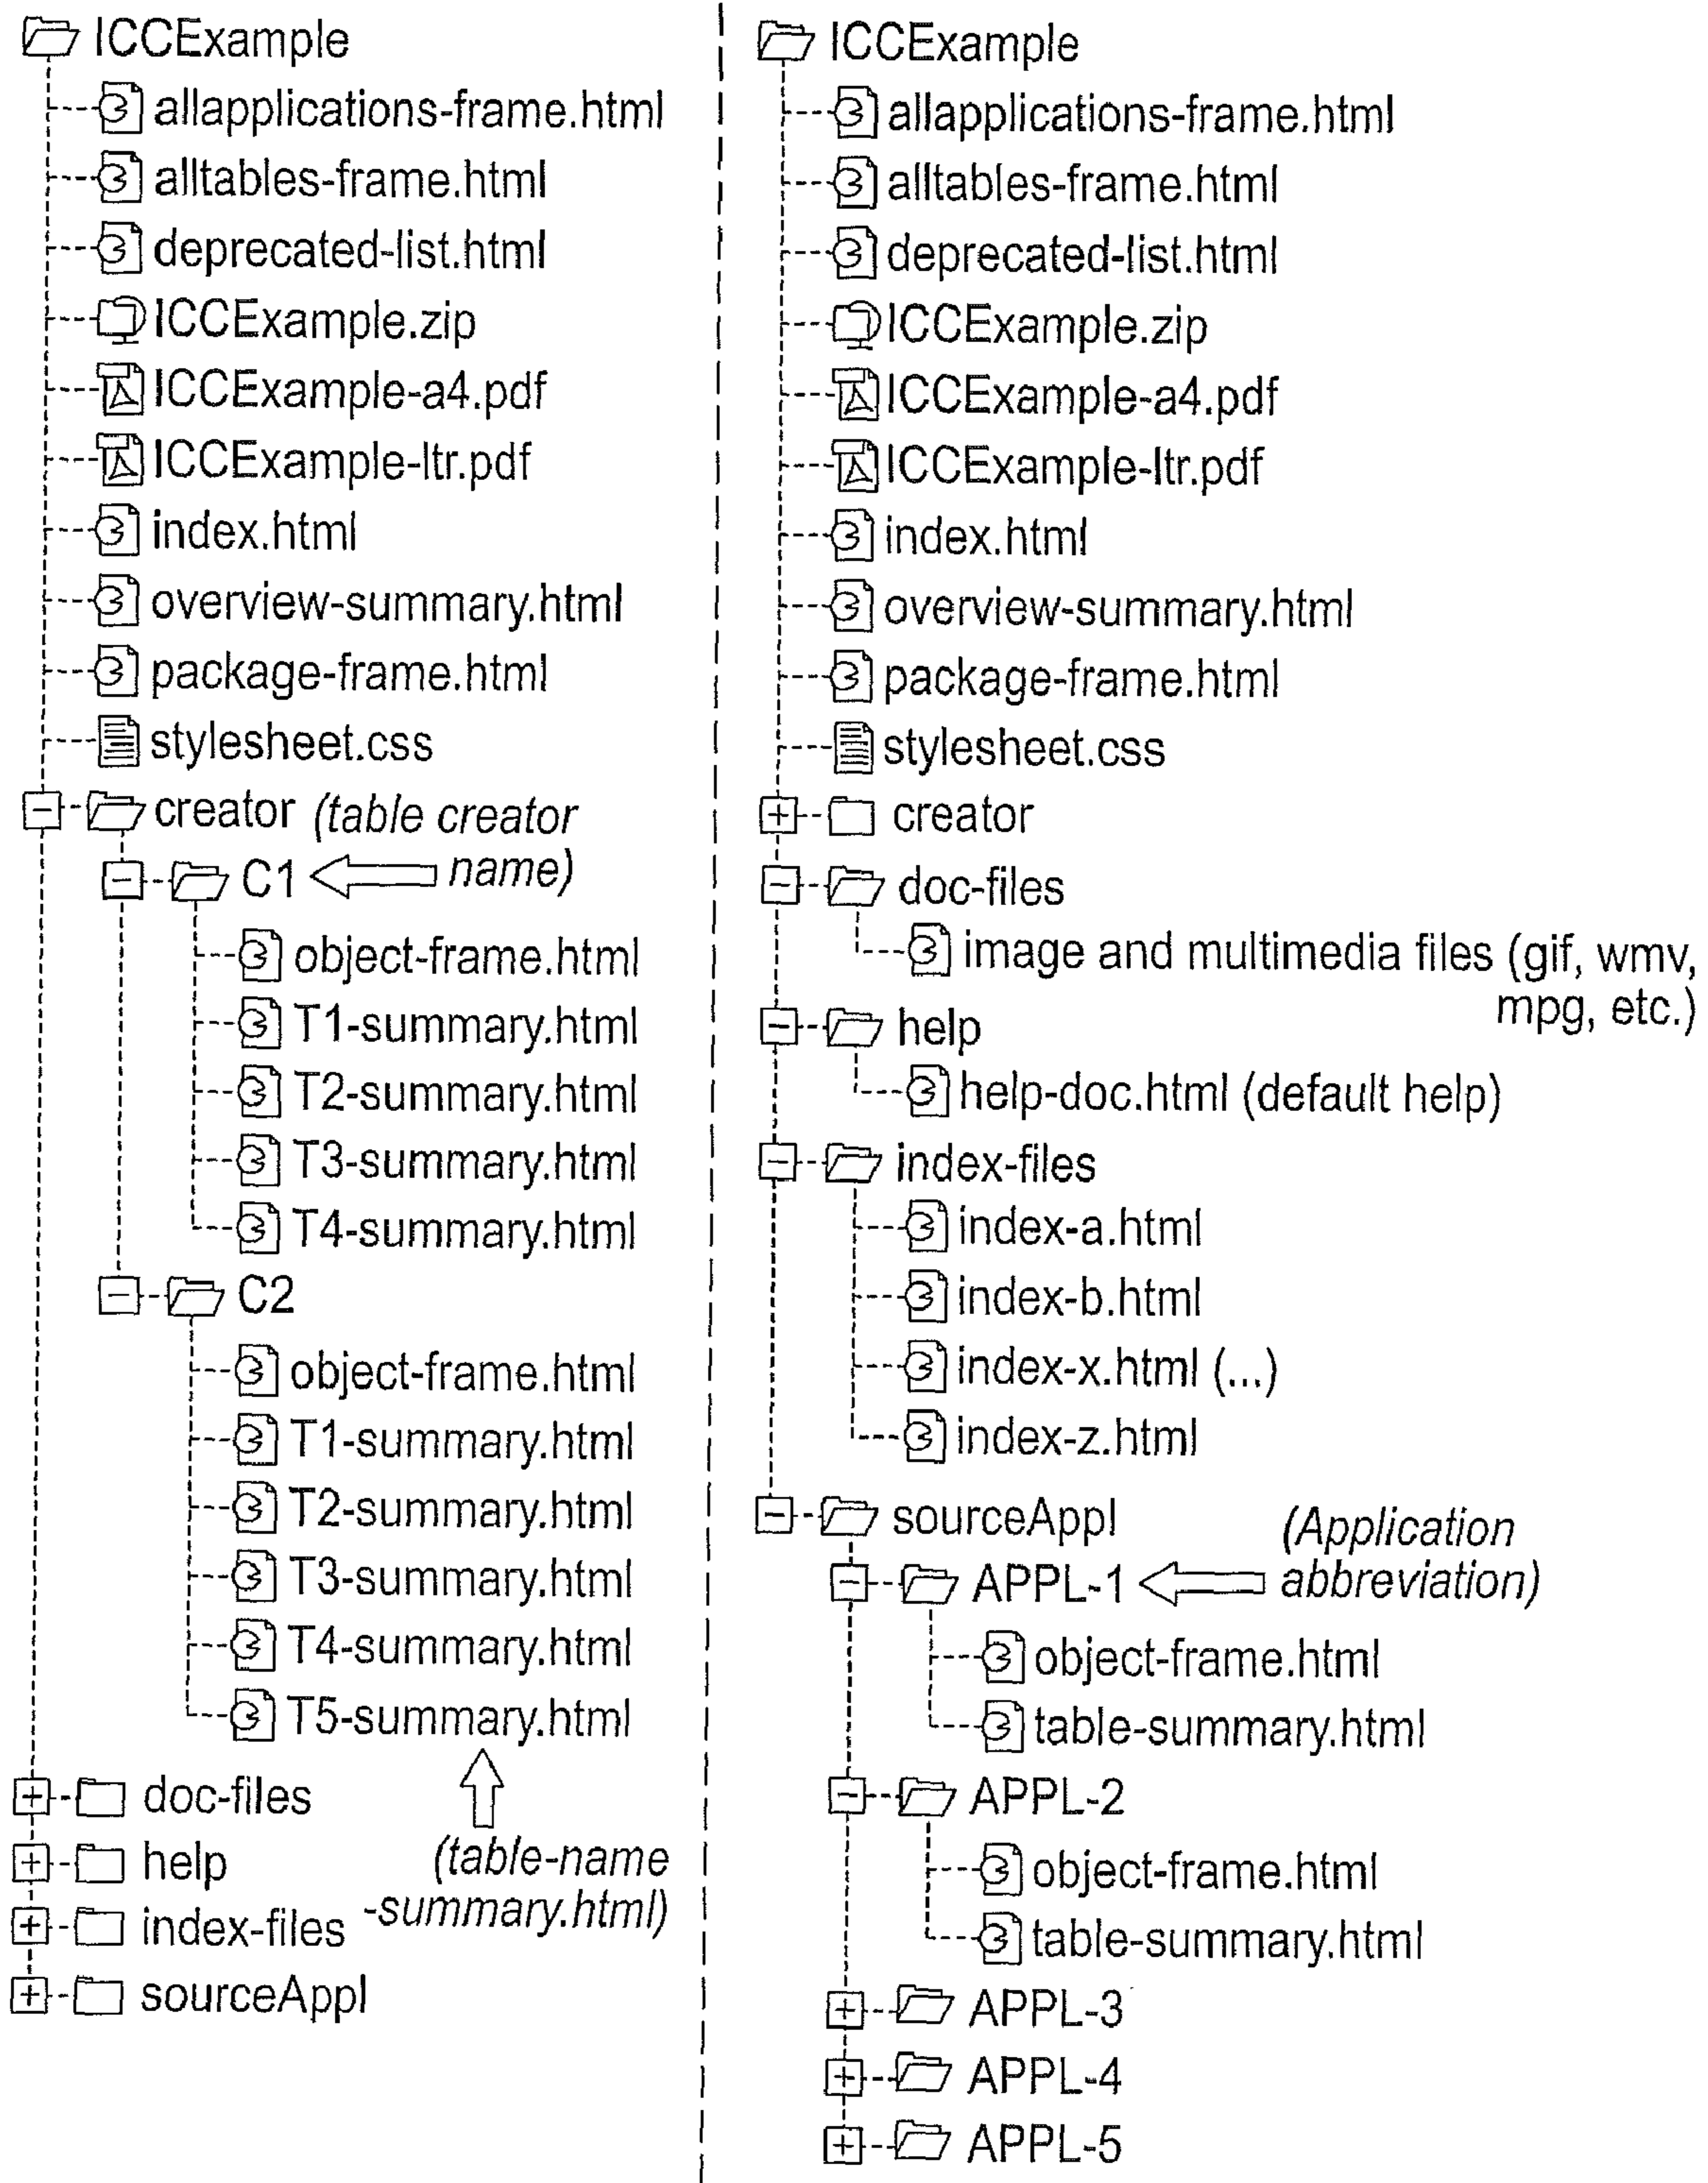 ICCExample
allapplications-frame.html
alltables-frame.html
deprecated-list.html
ICCExample.zip
ICCExample-a4.pdf
ICCExample-ltr.pdf
index.html
overview-summary.html
package-frame.html
stylesheet.css
creator (table creator
C1 name)
object-frame.html
T1-summary.html
T2-summary.html
T3-summary.html
T4-summary.html
C2
object-frame.html
T1-summary.html
T2-summary.html
T3-summary.html
T4-summary.html
T5-summary.html
doc-files
help (table-name
index-files -summary.html)
sourceAppl
ICCExample
allapplications-frame.html
alltables-frame.html
deprecated-list.html
ICCExample.zip
ICCExample-a4.pdf
ICCExample-ltr.pdf
index.html
overview-summary.html
package-frame.html
stylesheet.css
creator
doc-files
image and multimedia files (gif, wmv,
mpg, etc.)
help
help-doc.html (default help)
index-files
index-a.html
index-b.html
index-x.html (...)
index-z.html
sourceAppl (Application
APPL-1 abbreviation)
object-frame.html
table-summary.html
APPL-2
object-frame.html
table-summary.html
APPL-3
APPL-4
APPL-5